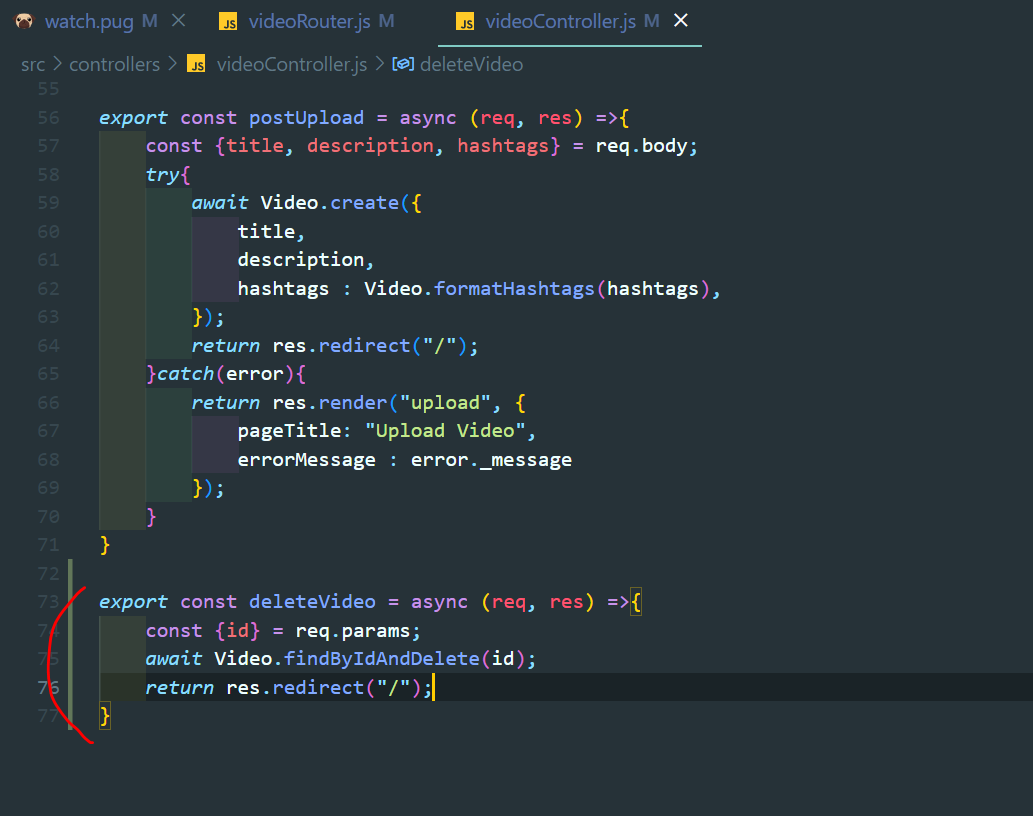 watch.pug M
JS videoRouter.js M
JS videoController.js M
src > controllers > JS videoController.js > deleteVideo
55
56 export const postUpload = async (req, res) =>{
57 const {title, description, hashtags} = req.body;
58 try{
59 await Video.create({
60 title,
61 description,
62 hashtags : Video.formatHashtags(hashtags),
63 });
64 return res.redirect("/");
65 }catch(error){
66 return res.render("upload", {
67 pageTitle: "Upload Video",
68 errorMessage : error._message
69 });
70 }
71 }
72
73 export const deleteVideo = async (req, res) =>{
74 const {id} = req.params;
75 await Video.findByIdAndDelete(id);
76 return res.redirect("/");
77 }